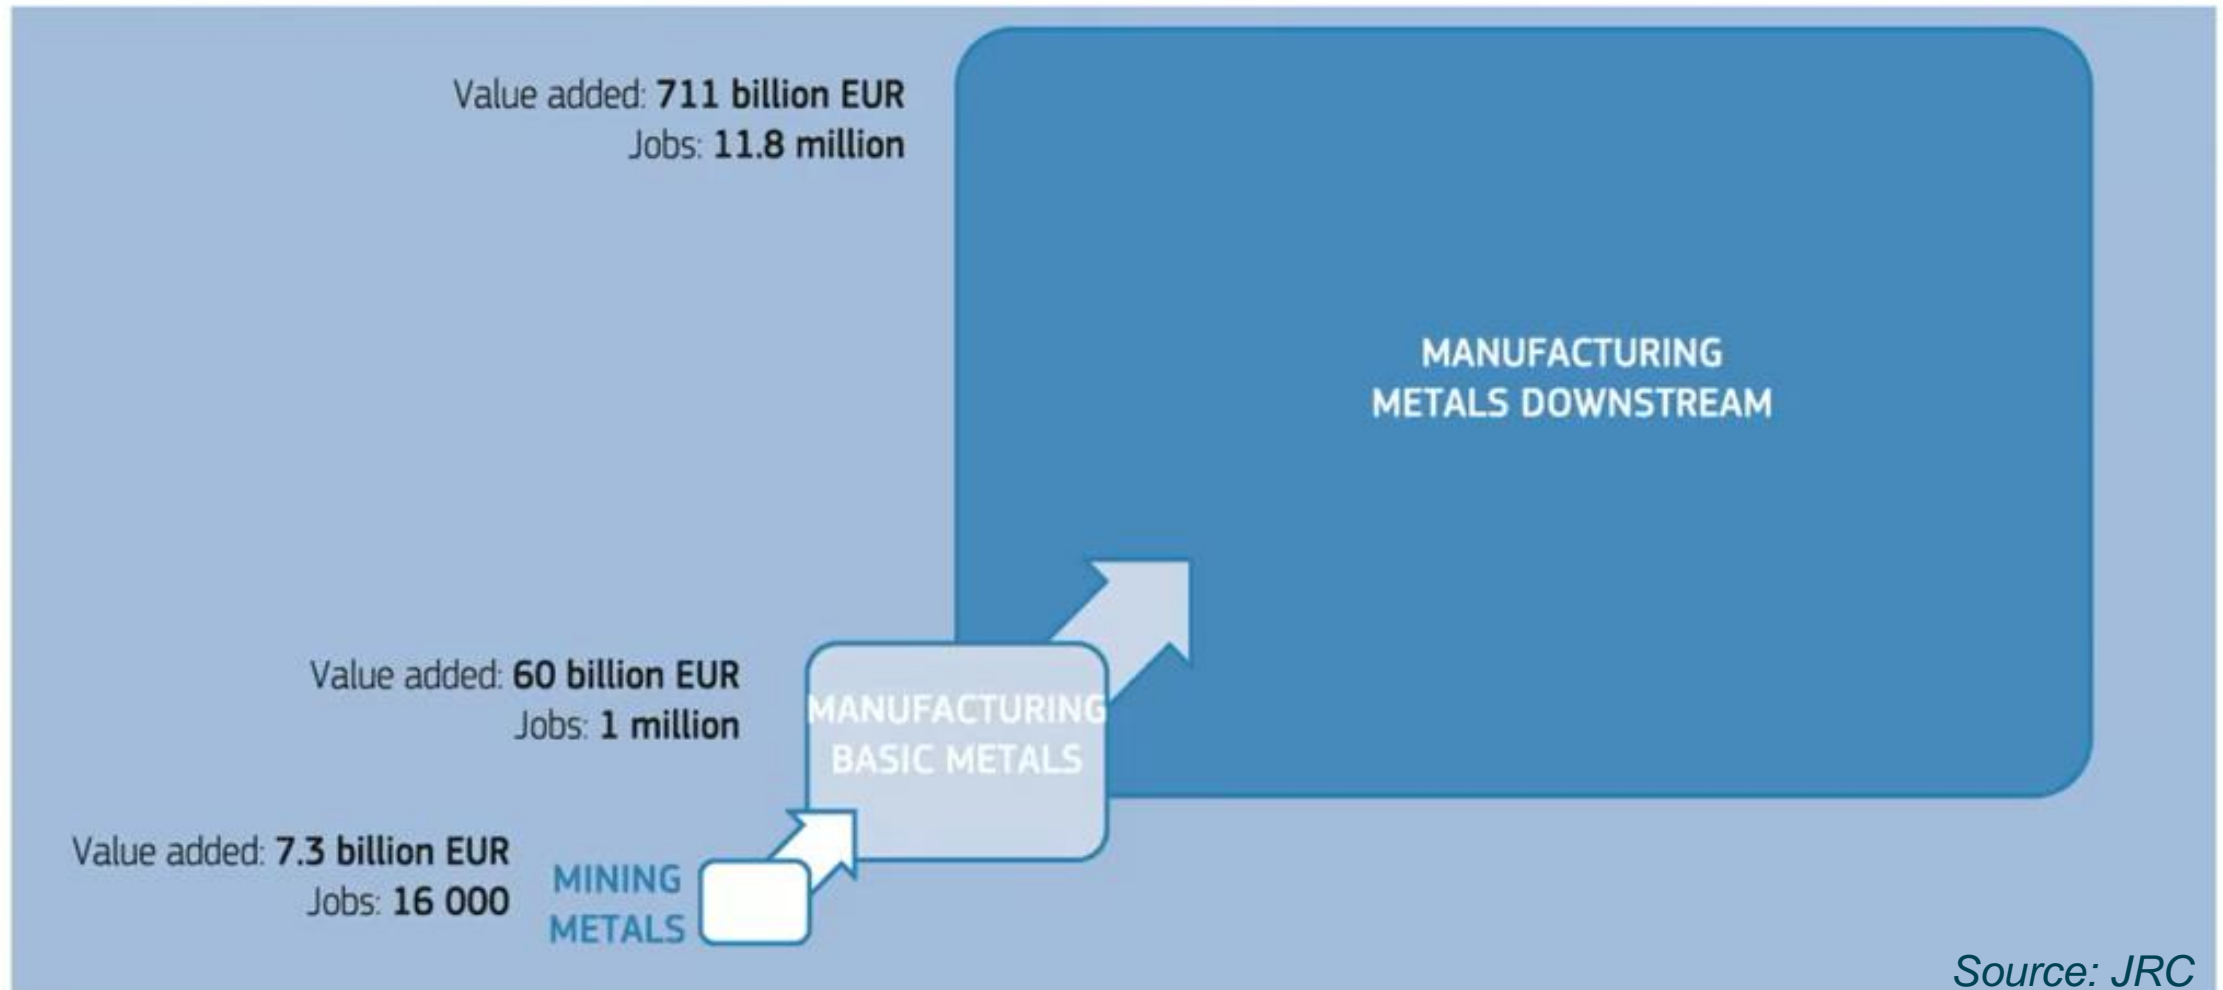 Value added: 711 billion EUR
Jobs: 11.8 million
MANUFACTURING
METALS DOWNSTREAM
Value added: 60 billion EUR
Jobs: 1 million
MANUFACTURING
BASIC METALS
Value added: 7.3 billion EUR
Jobs: 16 000
MINING
METALS
Source: JRC